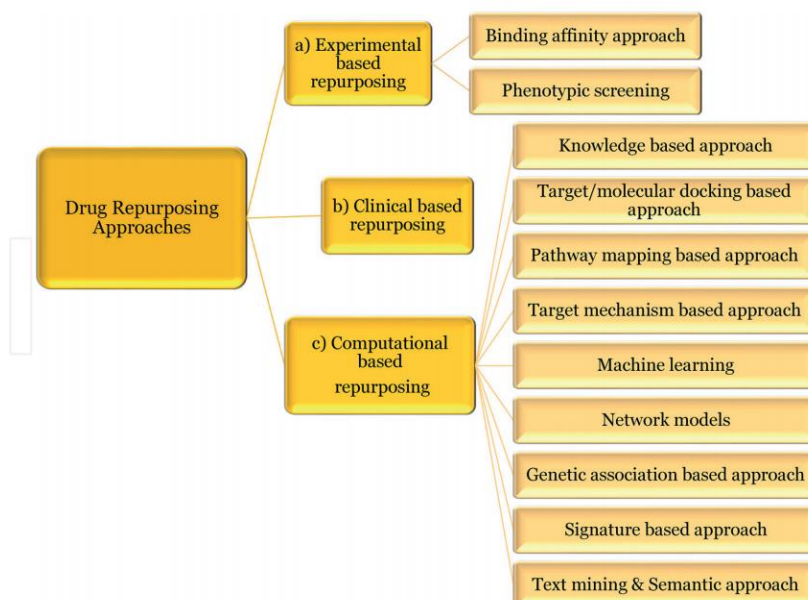 Drug Repurposing
Approaches
a) Experimental
based
repurposing
Binding affinity approach
Phenotypic screening
b) Clinical based
repurposing
c) Computational
based
repurposing
Knowledge based approach
Target/molecular docking based
approach
Pathway mapping based approach
Target mechanism based approach
Machine learning
Network models
Genetic association based approach
Signature based approach
Text mining & Semantic approach